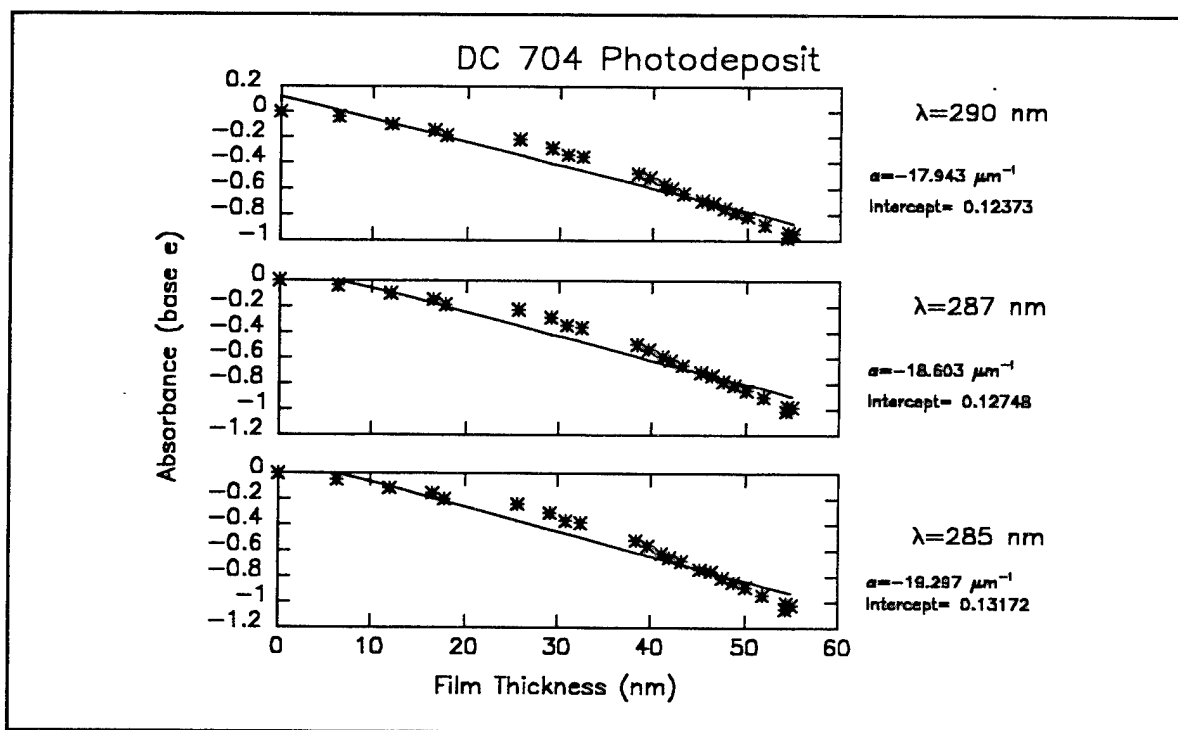 DC 704 Photodeposit
0.2
0
−0.2
−0.4
−0.6
−0.8
−1
λ=290 nm
α=−17.943 μm⁻¹
Intercept= 0.12373
0
−0.2
−0.4
−0.6
−0.8
−1
−1.2
λ=287 nm
α=−18.603 μm⁻¹
Intercept= 0.12748
Absorbance (base e)
0
−0.2
−0.4
−0.6
−0.8
−1
−1.2
λ=285 nm
α=−19.297 μm⁻¹
Intercept= 0.13172
0 10 20 30 40 50 60
Film Thickness (nm)